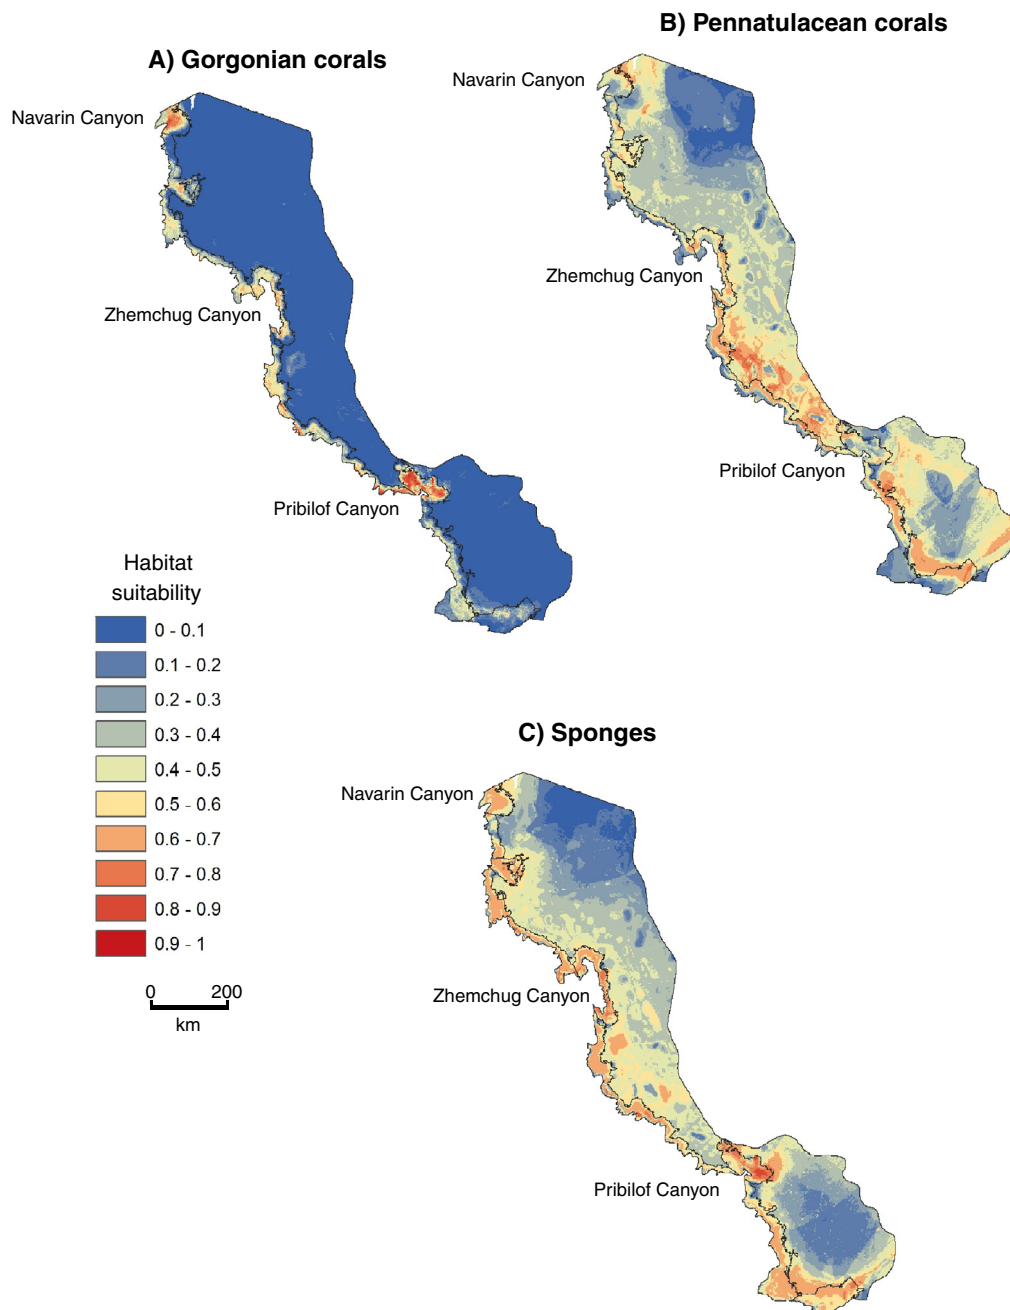 B) Pennatulacean corals
A) Gorgonian corals
Navarin Canyon
Navarin Canyon
Zhemchug Canyon
Zhemchug Canyon
Pribilof Canyon
Pribilof Canyon
Habitat
suitability
0 - 0.1
0.1 - 0.2
0.2 - 0.3
0.3 - 0.4
0.4 - 0.5
0.5 - 0.6
0.6 - 0.7
0.7 - 0.8
0.8 - 0.9
0.9 - 1
0 200
km
C) Sponges
Navarin Canyon
Zhemchug Canyon
Pribilof Canyon